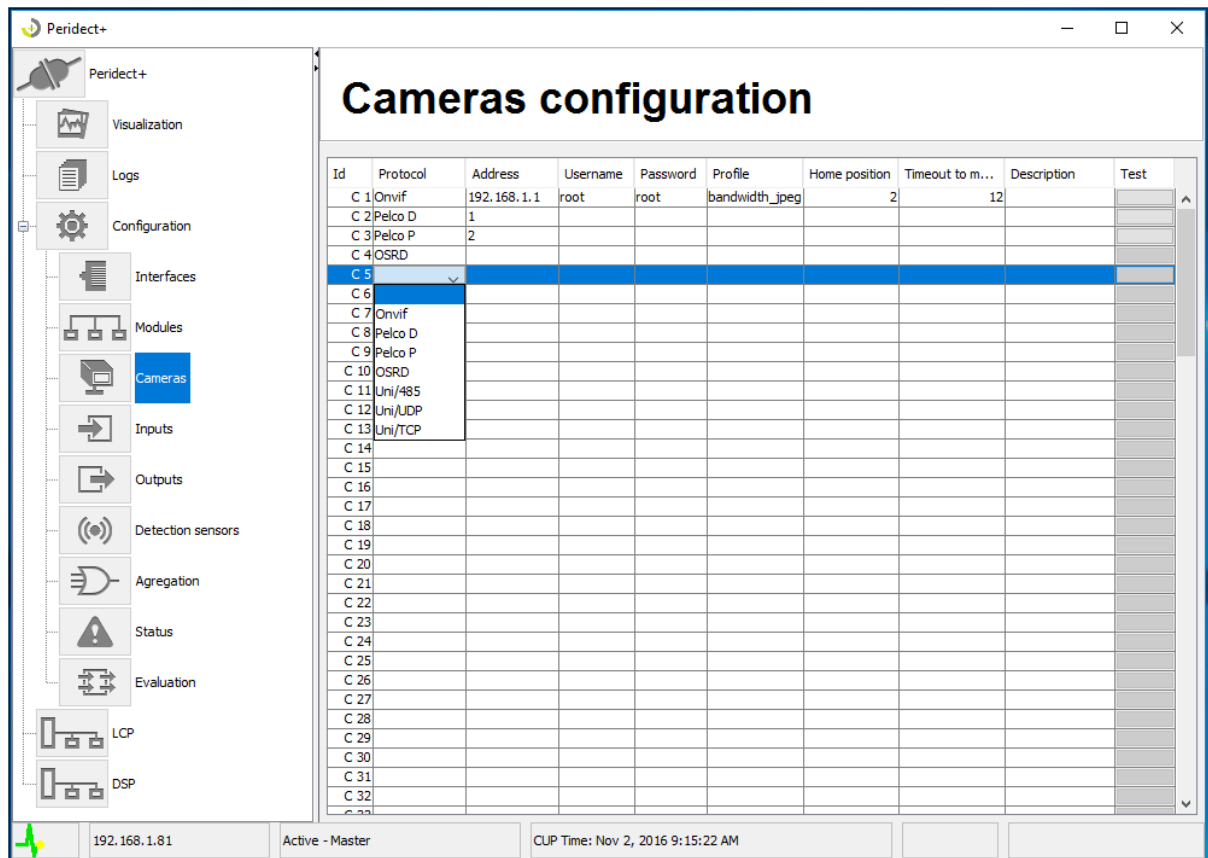 Peridect+
Peridect+
Visualization
Logs
Configuration
Interfaces
Modules
Cameras
Inputs
Outputs
Detection sensors
Agregation
Status
Evaluation
LCP
DSP
Cameras configuration
Id Protocol Address Username Password Profile Home position Timeout to m... Description Test
C 1 Onvif 192.168.1.1 root root bandwidth_jpeg 2 12
C 2 Pelco D 1
C 3 Pelco P 2
C 4 OSRD
C 5
C 6
C 7 Onvif
C 8 Pelco D
C 9 Pelco P
C 10 OSRD
C 11 Uni/485
C 12 Uni/UDP
C 13 Uni/TCP
C 14
C 15
C 16
C 17
C 18
C 19
C 20
C 21
C 22
C 23
C 24
C 25
C 26
C 27
C 28
C 29
C 30
C 31
C 32
192.168.1.81 Active - Master CUP Time: Nov 2, 2016 9:15:22 AM